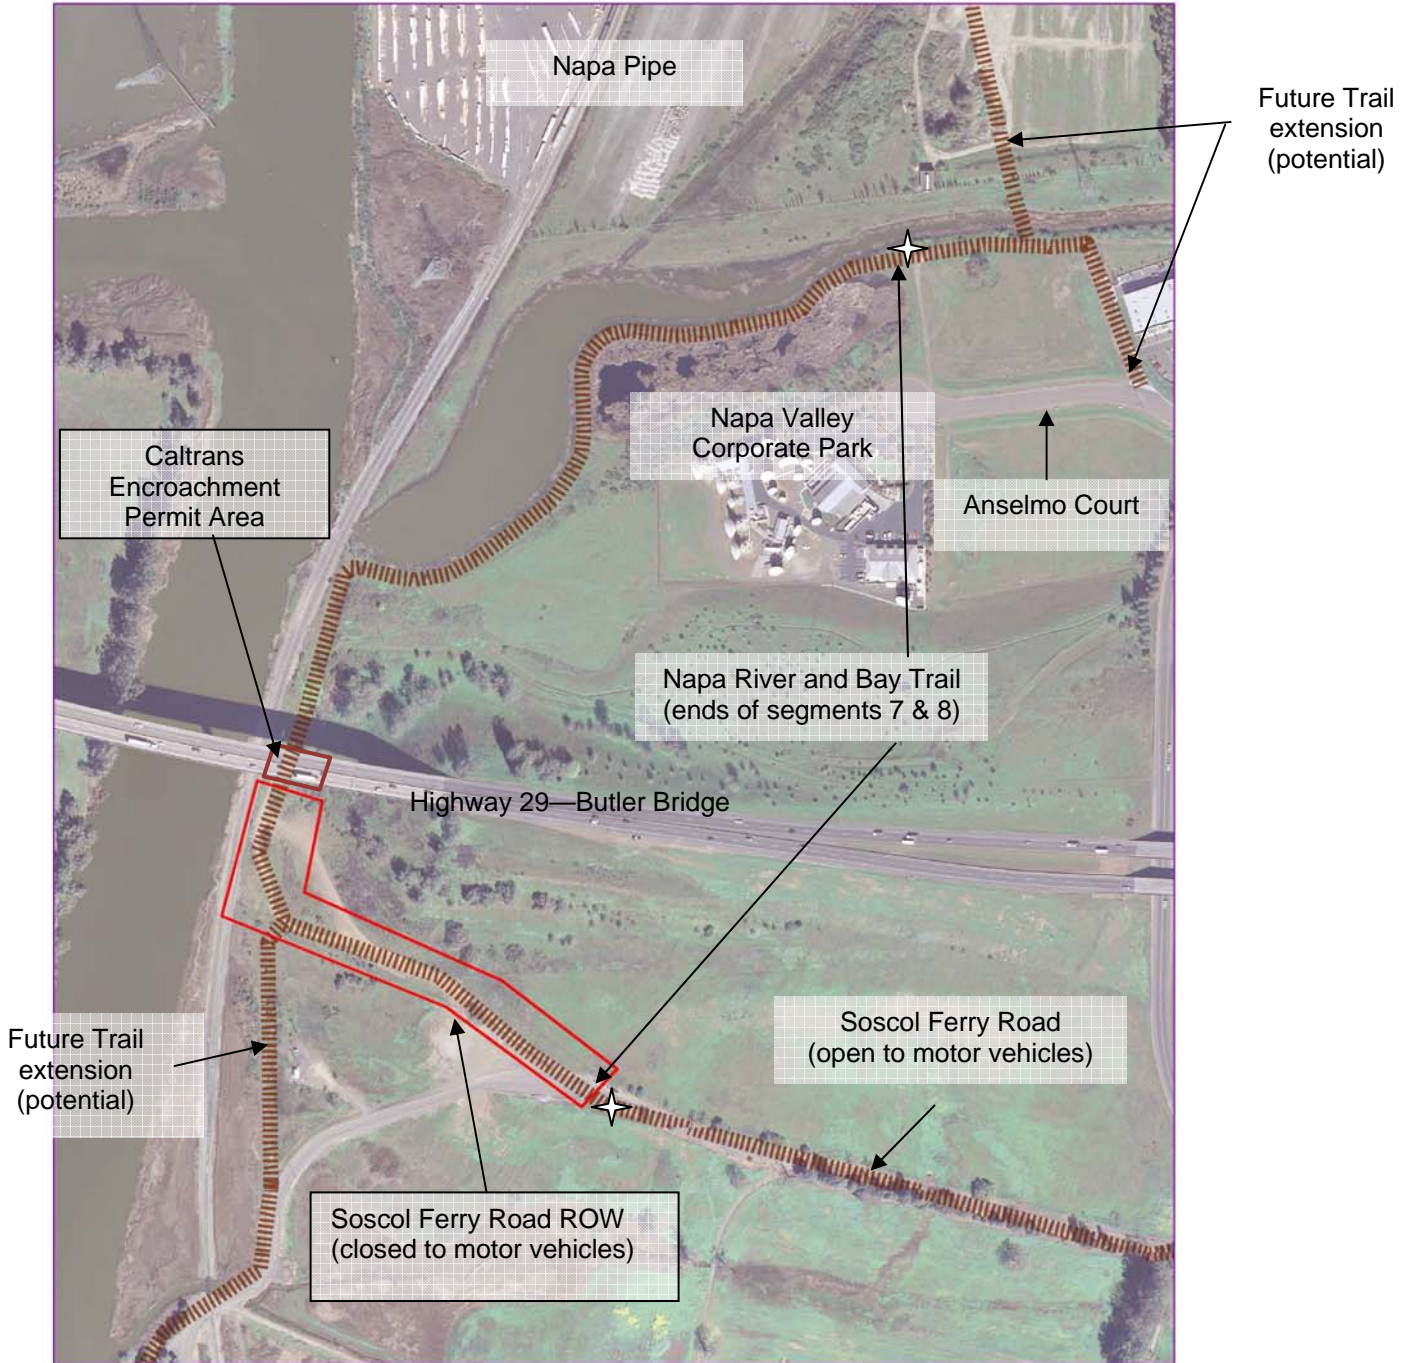 Napa Pipe
Future Trail
extension
(potential)
Caltrans
Encroachment
Permit Area
Napa Valley
Corporate Park
Anselmo Court
Napa River and Bay Trail
(ends of segments 7 & 8)
Highway 29—Butler Bridge
Future Trail
extension
(potential)
Soscol Ferry Road
(open to motor vehicles)
Soscol Ferry Road ROW
(closed to motor vehicles)